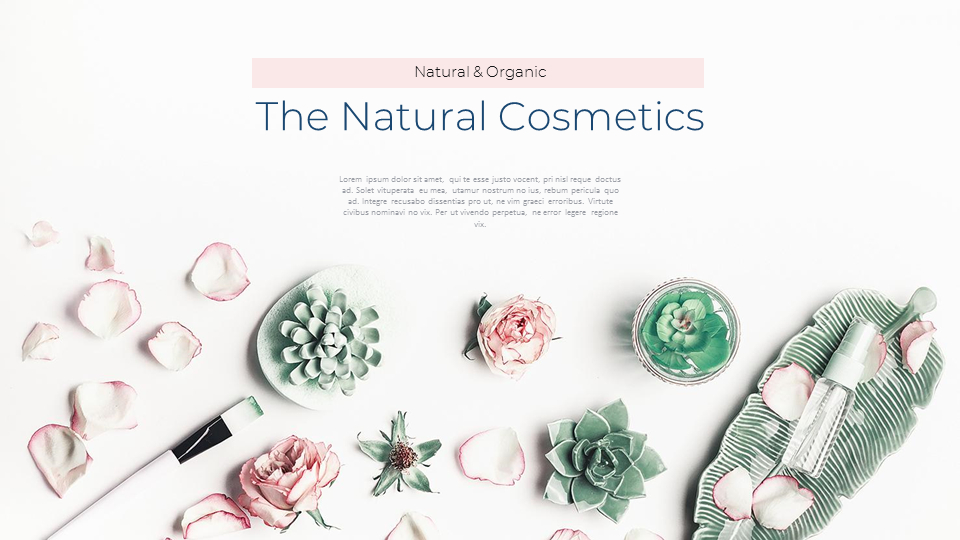 Natural & Organic
The Natural Cosmetics
Lorem ipsum dolor sit amet, qui te esse justo vocent, pri nisl reque doctus
ad. Solet vituperata eu mea, utamur nostrum no ius, rebum pericula quo
ad. Integre recusabo dissentias pro ut, ne vim graeci erroribus. Virtute
civibus nominavi no vix. Per ut vivendo perpetua, ne error legere regione
vix.